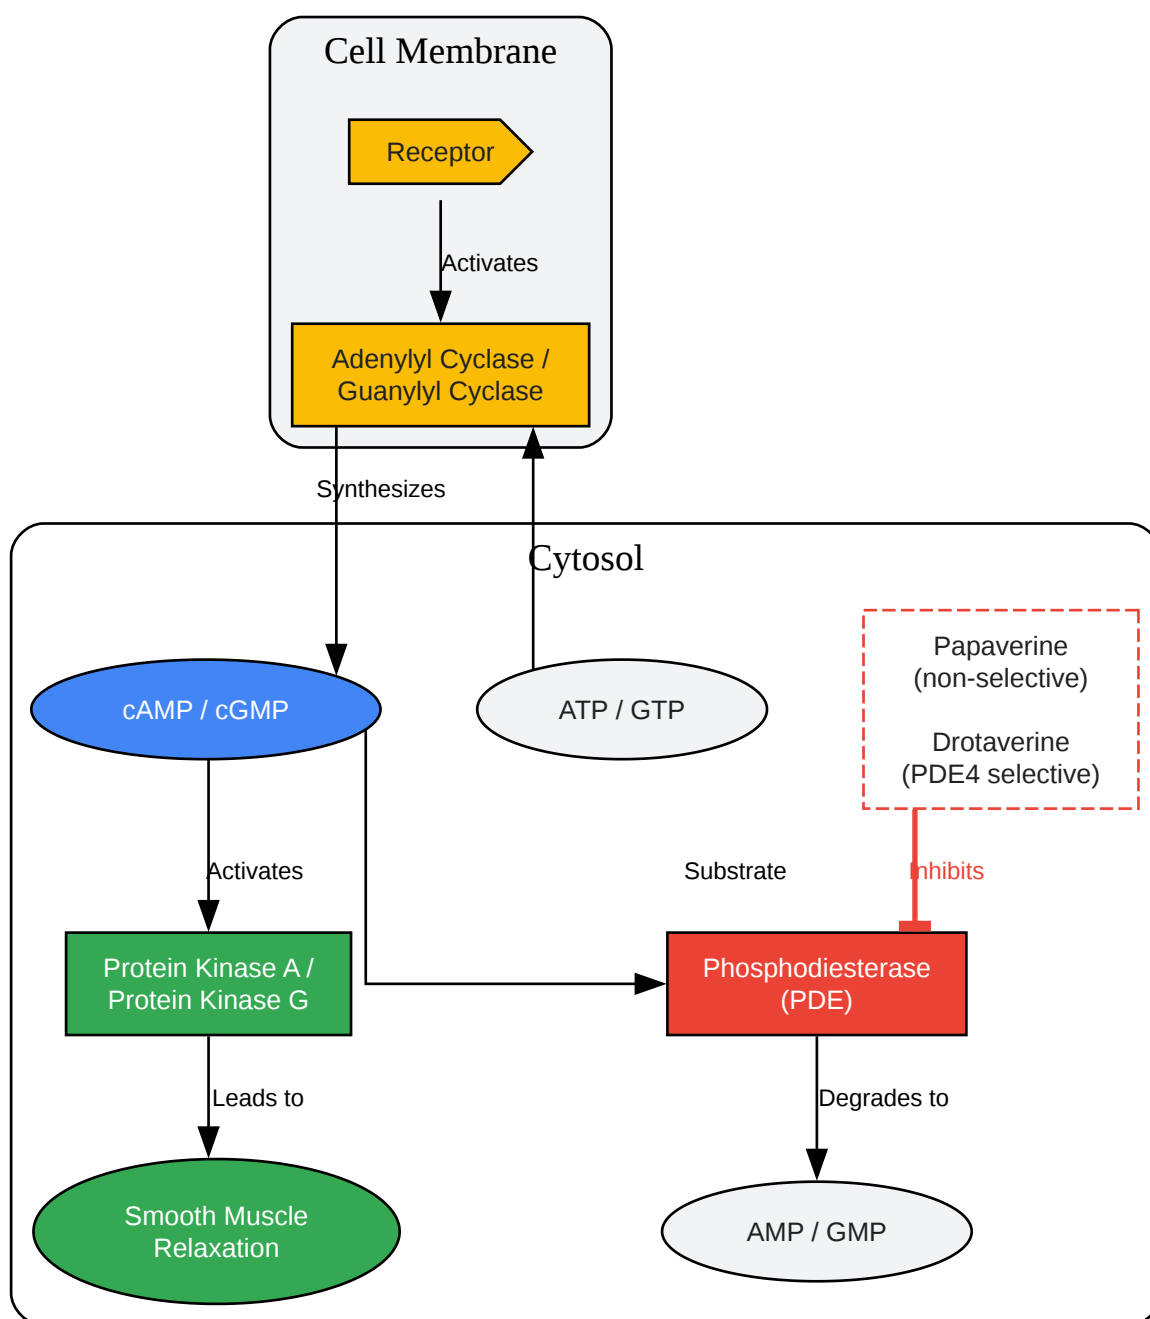 Cell Membrane
Receptor
Activates
Adenylyl Cyclase /
Guanylyl Cyclase
Synthesizes
Cytosol
cAMP / cGMP
ATP / GTP
Papaverine
(non-selective)
Drotaverine
(PDE4 selective)
Activates
Substrate
Inhibits
Protein Kinase A /
Protein Kinase G
Phosphodiesterase
(PDE)
Leads to
Degrades to
Smooth Muscle
Relaxation
AMP / GMP